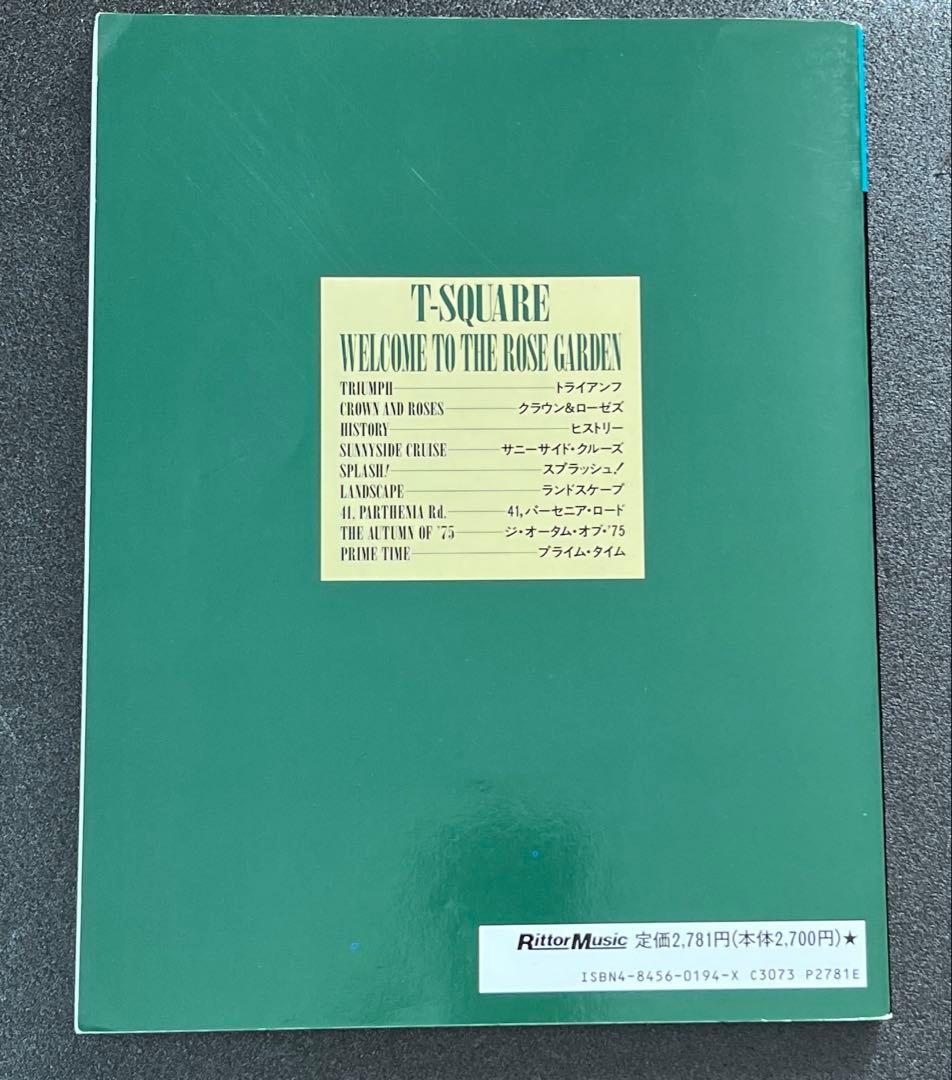 T-SQUARE
WELCOME TO THE ROSE GARDEN
TRIUMPH トライアンフ
CROWN AND ROSES クラウン&ローゼズ
HISTORY ヒストリー
SUNNYSIDE CRUISE サニーサイド・クルーズ
SPLASH! スプラッシュ!
LANDSCAPE ランドスケープ
41, PARTHENIA Rd. 41,パーセニア・ロード
THE AUTUMN OF '75 ジ・オータム・オブ・'75
PRIME TIME プライム・タイム
RittorMusic 定価2,781円(本体2,700円)★
ISBN4-8456-0194-X C3073 P2781E